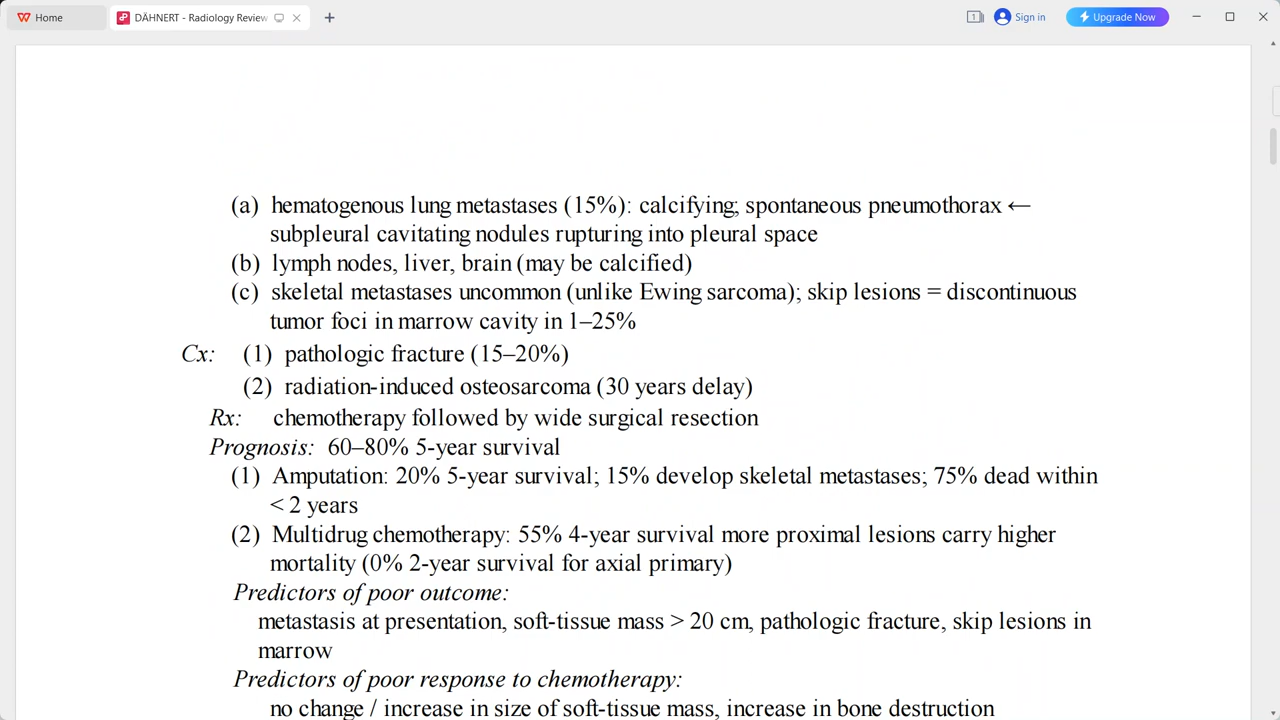 Home
DÄHNERT - Radiology Review
1
Sign in
Upgrade Now
(a) hematogenous lung metastases (15%): calcifying; spontaneous pneumothorax ←
subpleural cavitating nodules rupturing into pleural space
(b) lymph nodes, liver, brain (may be calcified)
(c) skeletal metastases uncommon (unlike Ewing sarcoma); skip lesions = discontinuous
tumor foci in marrow cavity in 1–25%
Cx: (1) pathologic fracture (15–20%)
(2) radiation-induced osteosarcoma (30 years delay)
Rx: chemotherapy followed by wide surgical resection
Prognosis: 60–80% 5-year survival
(1) Amputation: 20% 5-year survival; 15% develop skeletal metastases; 75% dead within
< 2 years
(2) Multidrug chemotherapy: 55% 4-year survival more proximal lesions carry higher
mortality (0% 2-year survival for axial primary)
Predictors of poor outcome:
metastasis at presentation, soft-tissue mass > 20 cm, pathologic fracture, skip lesions in
marrow
Predictors of poor response to chemotherapy:
no change / increase in size of soft-tissue mass, increase in bone destruction